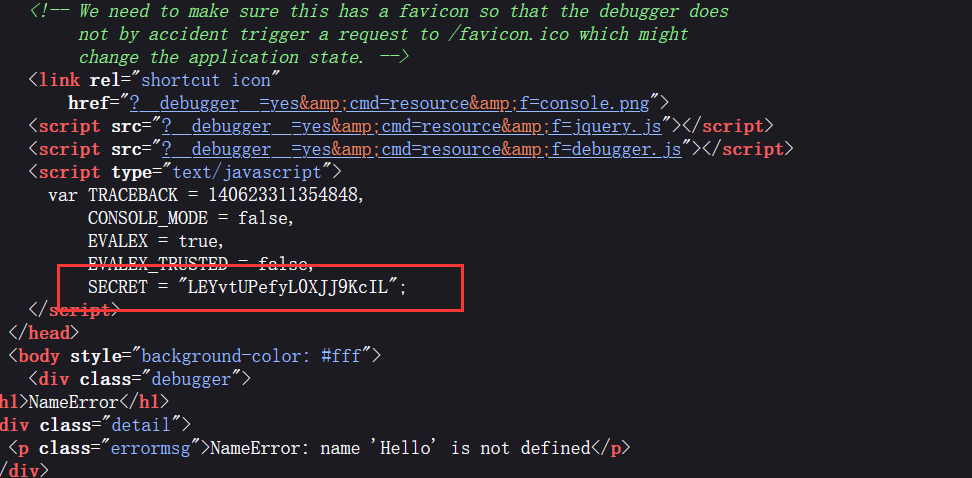 <!-- We need to make sure this has a favicon so that the debugger does
not by accident trigger a request to /favicon.ico which might
change the application state. -->
<link rel="shortcut icon"
href="?__debugger__=yes&amp;cmd=resource&amp;f=console.png">
<script src="?__debugger__=yes&amp;cmd=resource&amp;f=jquery.js"></script>
<script src="?__debugger__=yes&amp;cmd=resource&amp;f=debugger.js"></script>
<script type="text/javascript">
var TRACEBACK = 140623311354848,
CONSOLE_MODE = false,
EVALEX = true,
EVALEX_TRUSTED = false,
SECRET = "LEYvtUPefyL0XJJ9KcIL";
</script>
</head>
<body style="background-color: #fff">
<div class="debugger">
h1>NameError</h1>
div class="detail">
<p class="errormsg">NameError: name 'Hello' is not defined</p>
/div>